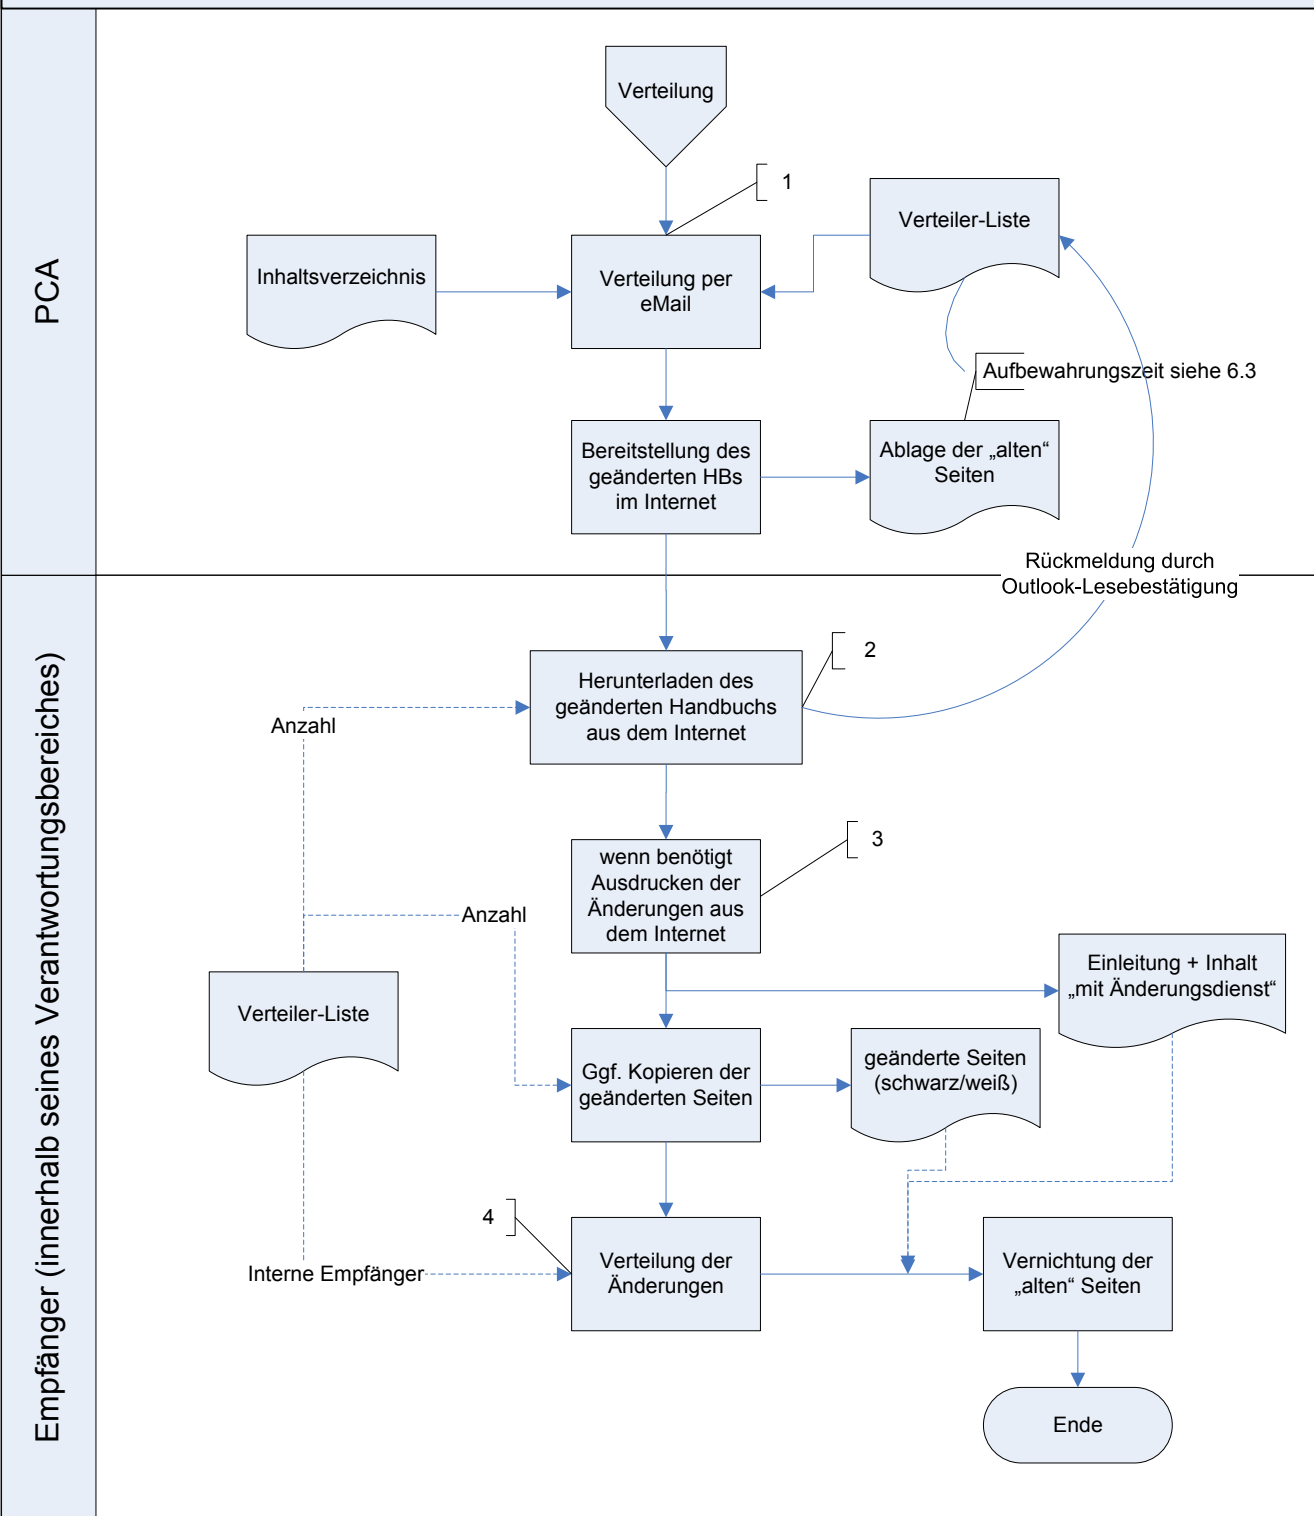 PCA
Verteilung
1
Verteiler-Liste
Inhaltsverzeichnis
Verteilung per
eMail
Aufbewahrungszeit siehe 6.3
Bereitstellung des
geänderten HBs
im Internet
Ablage der „alten“
Seiten
Rückmeldung durch
Outlook-Lesebestätigung
Empfänger (innerhalb seines Verantwortungsbereiches)
2
Herunterladen des
geänderten Handbuchs
aus dem Internet
Anzahl
3
wenn benötigt
Ausdrucken der
Änderungen aus
dem Internet
Anzahl
Einleitung + Inhalt
„mit Änderungsdienst“
Verteiler-Liste
Ggf. Kopieren der
geänderten Seiten
geänderte Seiten
(schwarz/weiß)
4
Interne Empfänger
Verteilung der
Änderungen
Vernichtung der
„alten“ Seiten
Ende